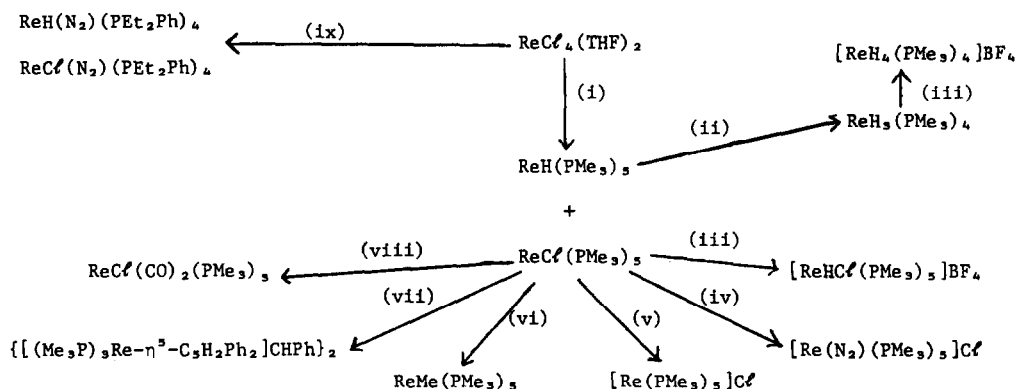 ReH(N₂)(PEt₂Ph)₄
ReCl(N₂)(PEt₂Ph)₄
(ix)
ReCl₄(THF)₂
[ReH₄(PMe₃)₄]BF₄
(i)
(iii)
(ii)
ReH₃(PMe₃)₄
ReH(PMe₃)₅
+
ReCl(PMe₃)₅
(viii)
(iii)
ReCl(CO)₂(PMe₃)₃
[ReHCl(PMe₃)₅]BF₄
(vii)
(vi)
(v)
(iv)
{[(Me₃P)₃Re-η⁵-C₅H₂Ph₂]CHPh}₂
[Re(N₂)(PMe₃)₅]Cl
ReMe(PMe₃)₅
[Re(PMe₃)₅]Cl